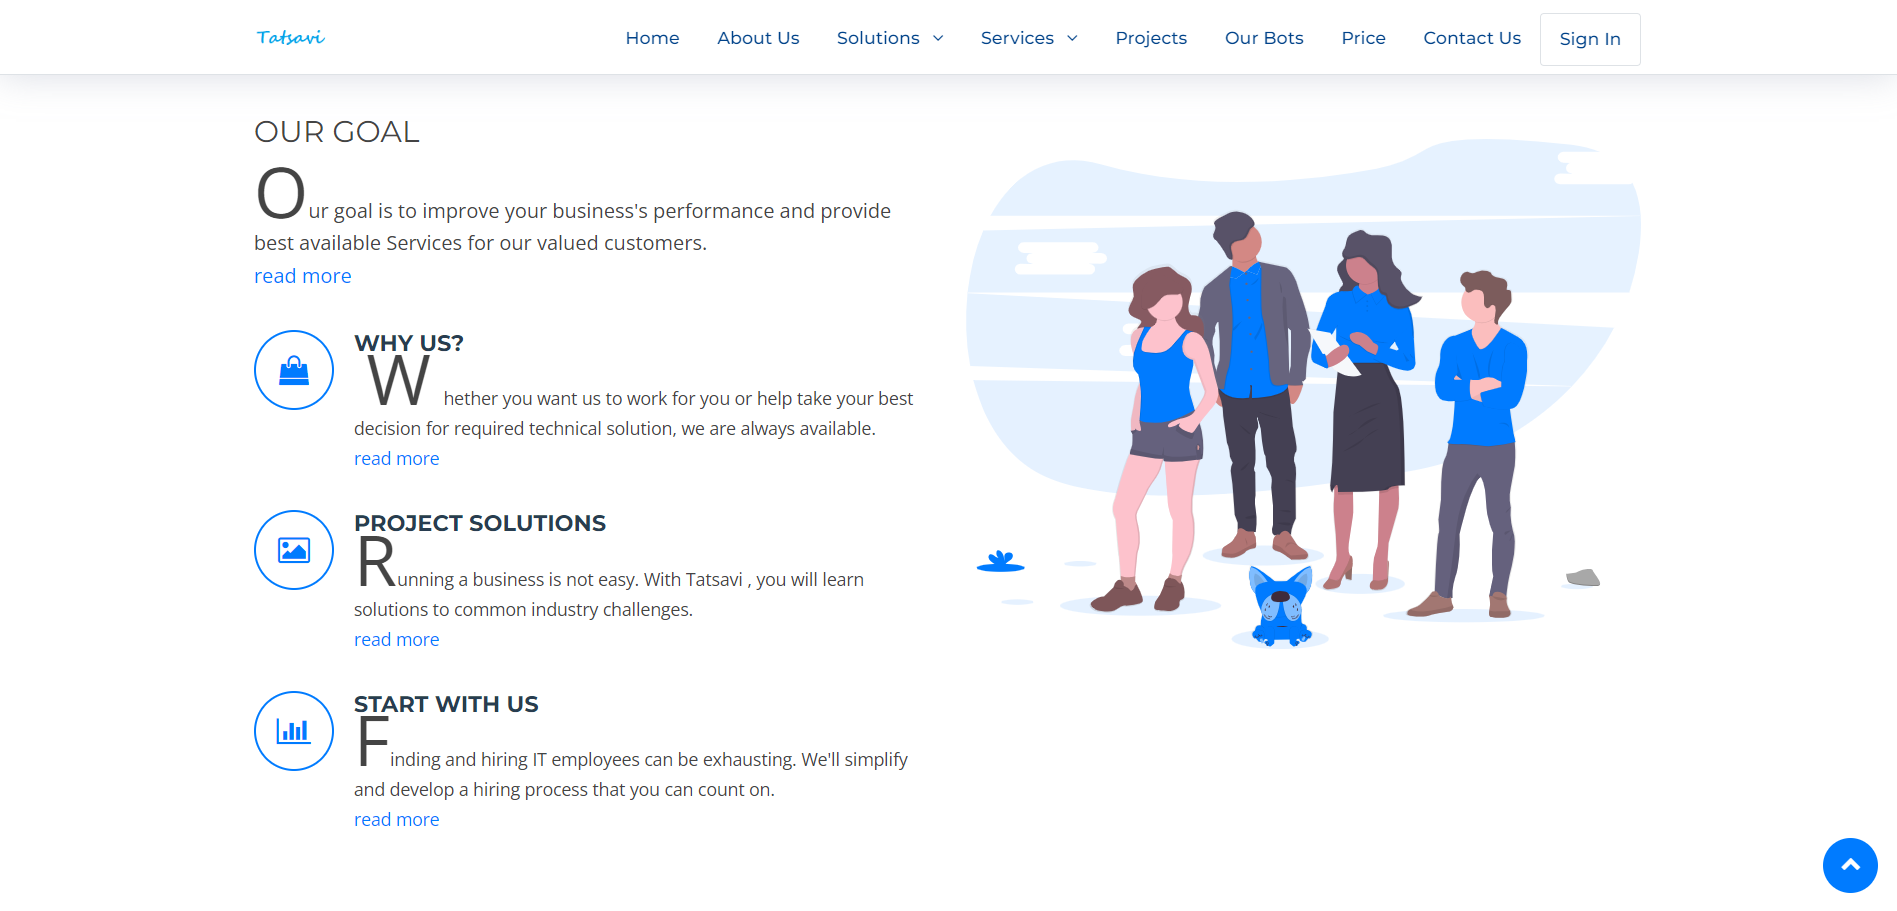 Tatsavi
Home About Us Solutions Services Projects Our Bots Price Contact Us Sign In
OUR GOAL
Our goal is to improve your business's performance and provide
best available Services for our valued customers.
read more
WHY US?
Whether you want us to work for you or help take your best
decision for required technical solution, we are always available.
read more
PROJECT SOLUTIONS
Running a business is not easy. With Tatsavi , you will learn
solutions to common industry challenges.
read more
START WITH US
Finding and hiring IT employees can be exhausting. We'll simplify
and develop a hiring process that you can count on.
read more